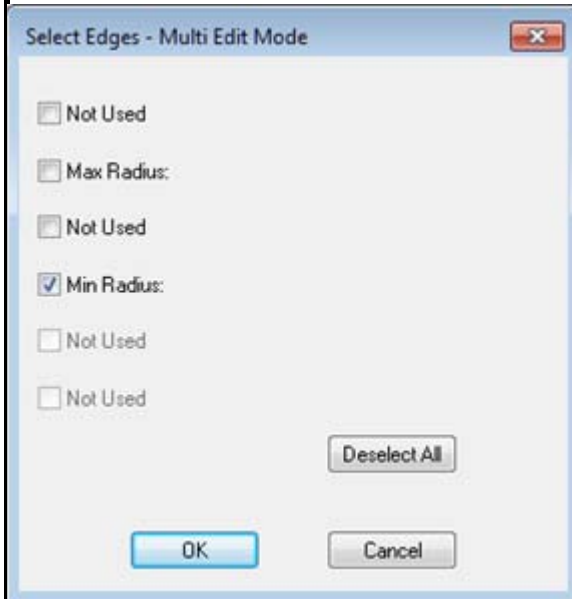 Select Edges - Multi Edit Mode
Not Used
Max Radius:
Not Used
Min Radius:
Not Used
Not Used
Deselect All
OK
Cancel